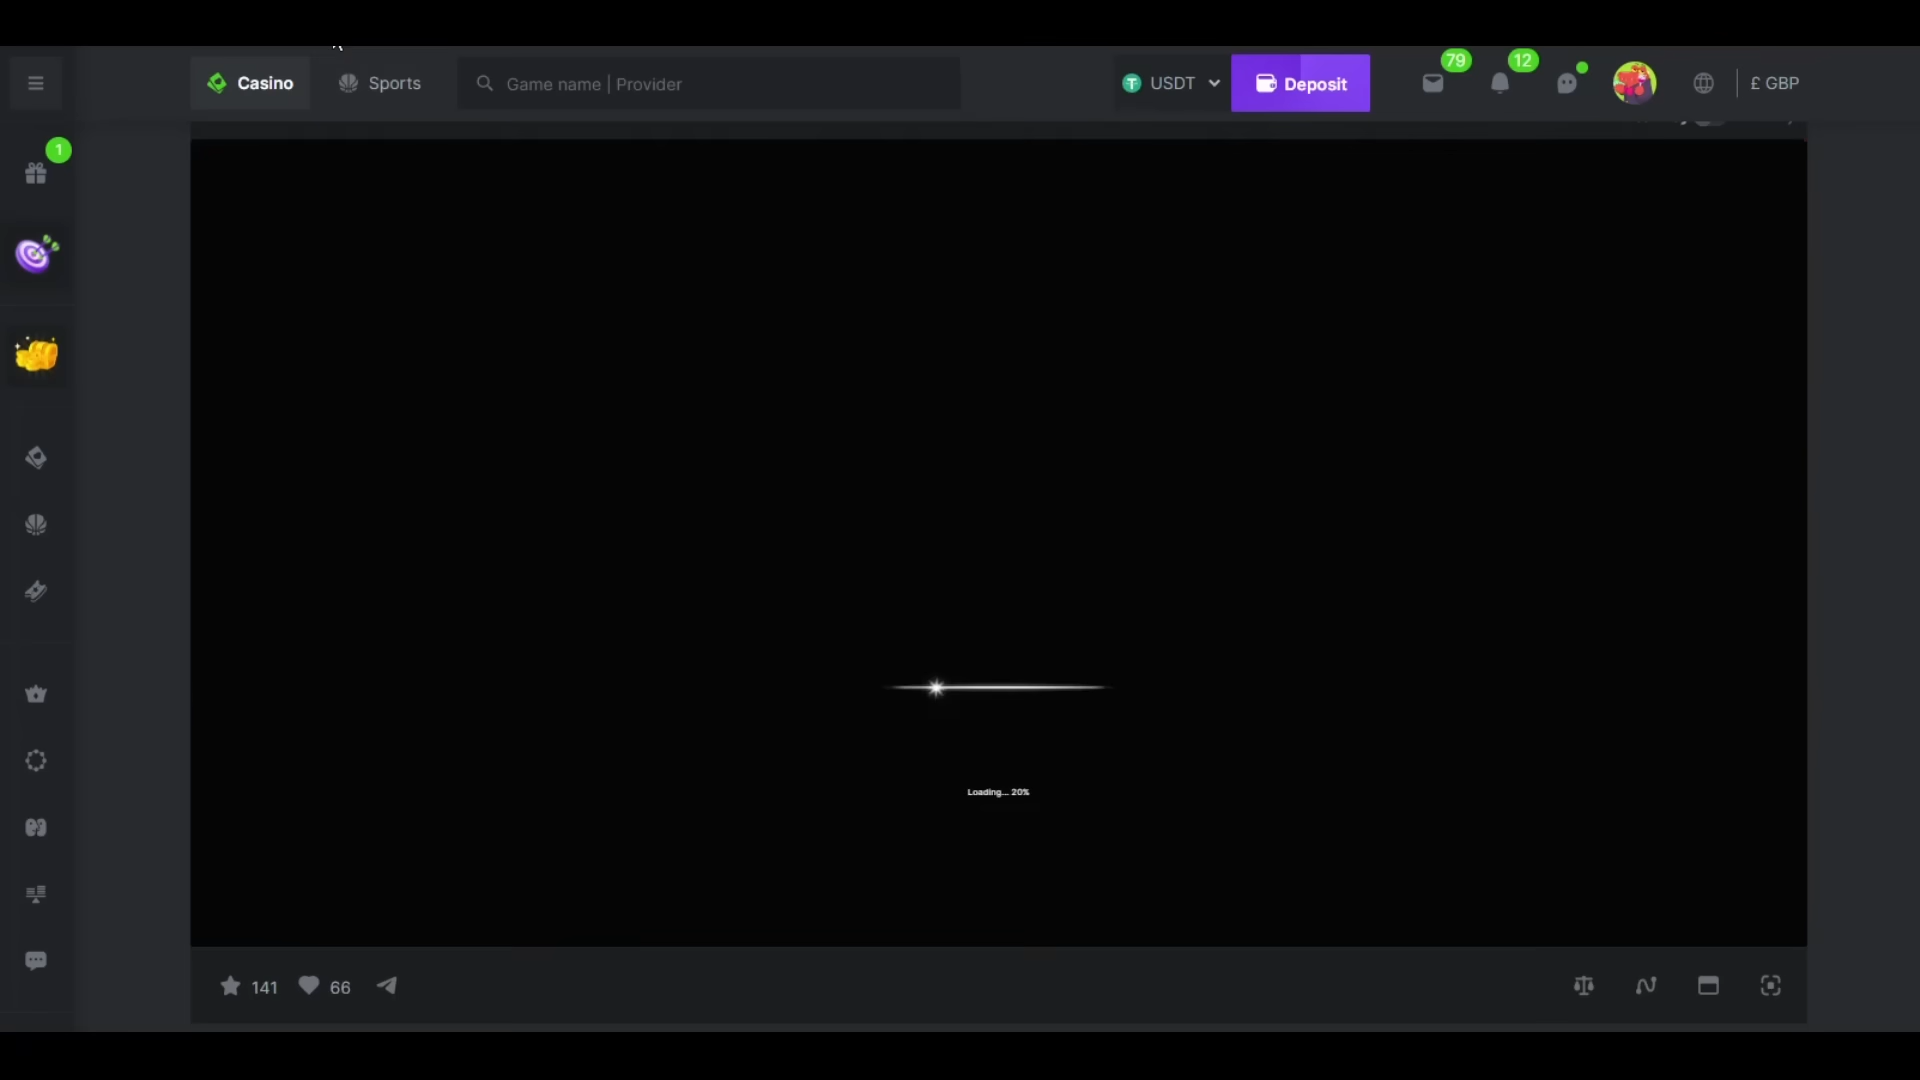 Casino
Sports
Game name | Provider
USDT
Deposit
79
12
£ GBP
1
Loading... 20%
141
66